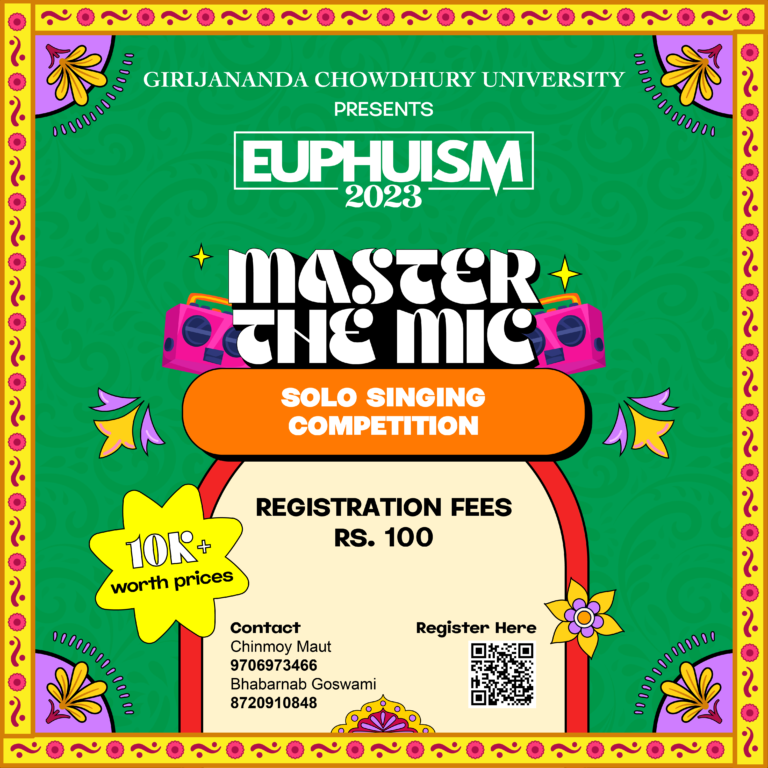 GIRIJANANDA CHOWDHURY UNIVERSITY
PRESENTS
EUPHUISM
2023
MASTER
THE MIC
SOLO SINGING
COMPETITION
REGISTRATION FEES
RS. 100
10K+
worth prices
Contact
Chinmoy Maut
9706973466
Bhabarnab Goswami
8720910848
Register Here